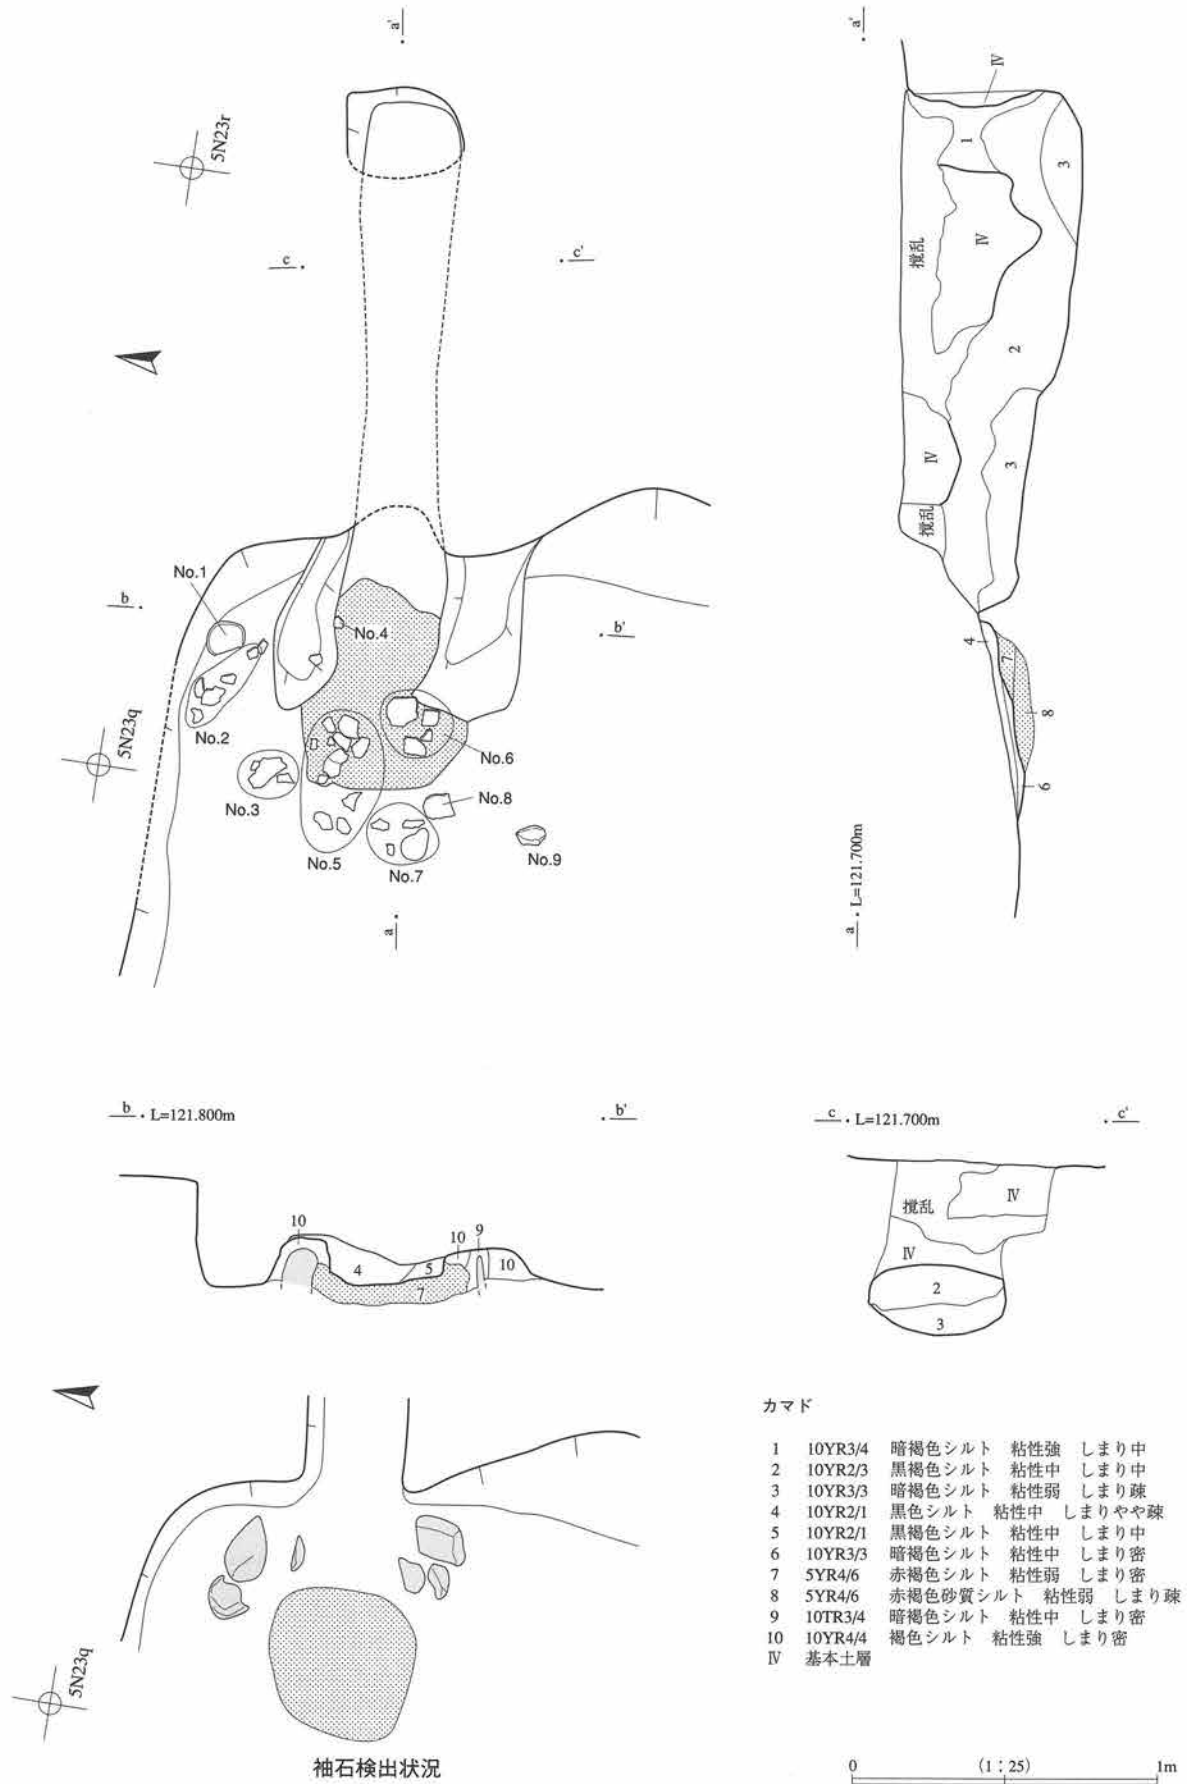 a'
a'
Ⅳ
5N23r
1
3
c
c'
撹乱
Ⅳ
2
Ⅳ
3
撹乱
No.1
b
No.4
b'
4
7
No.2
5N23q
No.6
8
No.3
No.8
6
No.5
No.7
No.9
a
a L=121.700m
b L=121.800m
b'
c L=121.700m
c'
10
10
9
4
5
10
7
撹乱
Ⅳ
Ⅳ
2
3
カマド
1 10YR3/4 暗褐色シルト 粘性強 しまり中
2 10YR2/3 黒褐色シルト 粘性中 しまり中
3 10YR3/3 暗褐色シルト 粘性弱 しまり疎
4 10YR2/1 黒色シルト 粘性中 しまりやや疎
5 10YR2/1 黒褐色シルト 粘性中 しまり中
6 10YR3/3 暗褐色シルト 粘性中 しまり密
7 5YR4/6 赤褐色シルト 粘性弱 しまり密
8 5YR4/6 赤褐色砂質シルト 粘性弱 しまり疎
9 10TR3/4 暗褐色シルト 粘性中 しまり密
10 10YR4/4 褐色シルト 粘性強 しまり密
Ⅳ 基本土層
5N23q
袖石検出状況
0 (1：25) 1m